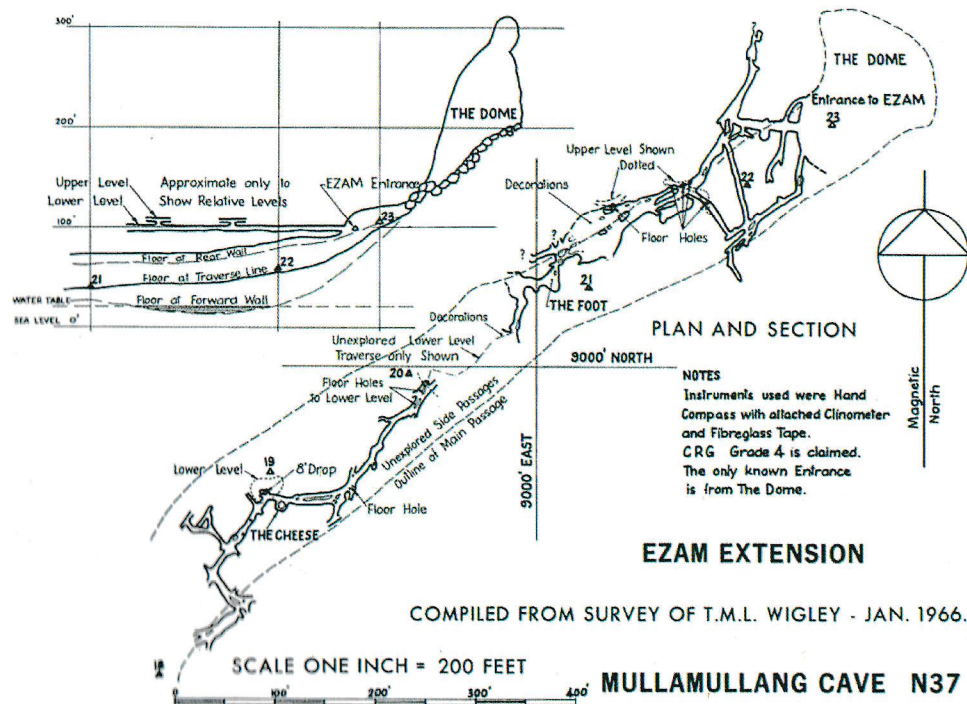 300'
THE DOME
THE DOME
Entrance to EZAM
23
200'
Upper Level Shown
Dotted
Decorations
22
Upper Level
Lower Level
Approximate only to
Show Relative Levels
EZAM Entrance
100'
23
Floor Holes
Floor at Rear Wall
22
?
?
?
21
Floor at Traverse Line
21
THE FOOT
WATER TABLE
Floor at Forward Wall
SEA LEVEL 0'
Decorations
PLAN AND SECTION
Unexplored Lower Level
Traverse only Shown
9000' NORTH
20
Floor Holes
to Lower Level
NOTES
Instruments used were Hand
Compass with attached Clinometer
and Fibreglass Tape.
CRG Grade 4 is claimed.
The only known Entrance
is from The Dome.
Magnetic
North
Unexplored Side Passages
Outline of Main Passage
9000' EAST
Lower Level
19
8' Drop
Floor Hole
THE CHEESE
EZAM EXTENSION
COMPILED FROM SURVEY OF T.M.L. WIGLEY - JAN. 1966.
18
SCALE ONE INCH = 200 FEET
0 100' 200' 300' 400'
MULLAMULLANG CAVE N37